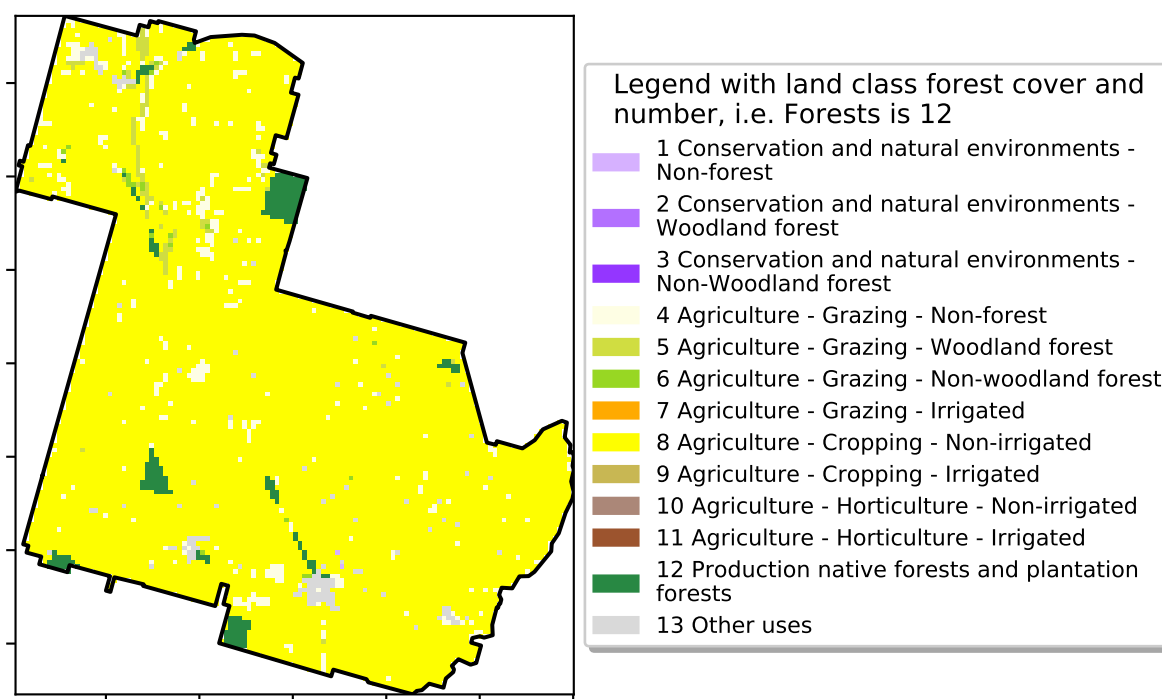 Legend with land class forest cover and
number, i.e. Forests is 12
1 Conservation and natural environments -
Non-forest
2 Conservation and natural environments -
Woodland forest
3 Conservation and natural environments -
Non-Woodland forest
4 Agriculture - Grazing - Non-forest
5 Agriculture - Grazing - Woodland forest
6 Agriculture - Grazing - Non-woodland forest
7 Agriculture - Grazing - Irrigated
8 Agriculture - Cropping - Non-irrigated
9 Agriculture - Cropping - Irrigated
10 Agriculture - Horticulture - Non-irrigated
11 Agriculture - Horticulture - Irrigated
12 Production native forests and plantation
forests
13 Other uses